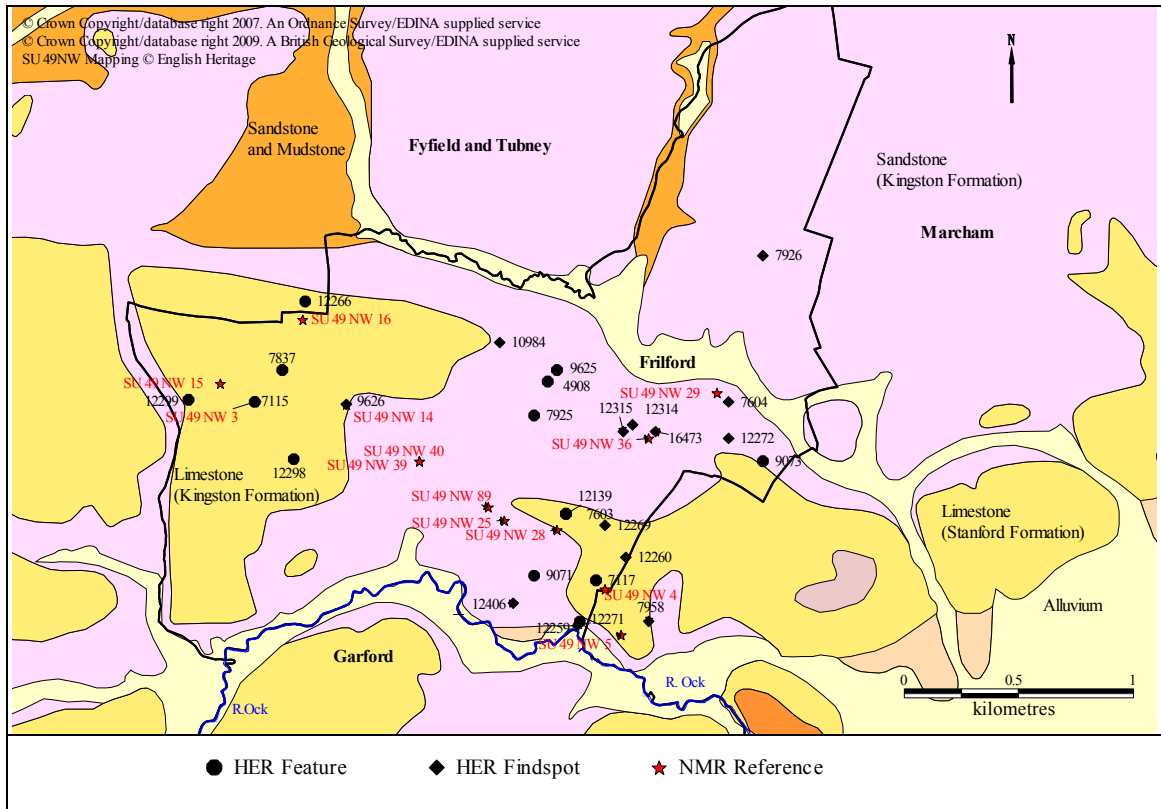 © Crown Copyright/database right 2007. An Ordnance Survey/EDINA supplied service
© Crown Copyright/database right 2009. A British Geological Survey/EDINA supplied service
SU 49NW Mapping © English Heritage
N
Sandstone
and Mudstone
Fyfield and Tubney
Sandstone
(Kingston Formation)
Marcham
7926
12266
SU 49 NW 16
10984
7837
9625
4908
Frilford
SU 49 NW 15
SU 49 NW 29
12299
7115
9626
7604
SU 49 NW 3
SU 49 NW 14
7925
12315
12314
16473
SU 49 NW 36
12272
SU 49 NW 40
SU 49 NW 39
12298
9073
Limestone
(Kingston Formation)
SU 49 NW 89
12139
7603
SU 49 NW 25
SU 49 NW 28
12269
Limestone
(Stanford Formation)
12260
9071
7117
SU 49 NW 4
12406
7958
Alluvium
12271
12259
SU 49 NW 5
Garford
R. Ock
R.Ock
0
0.5
1
kilometres
HER Feature
HER Findspot
NMR Reference